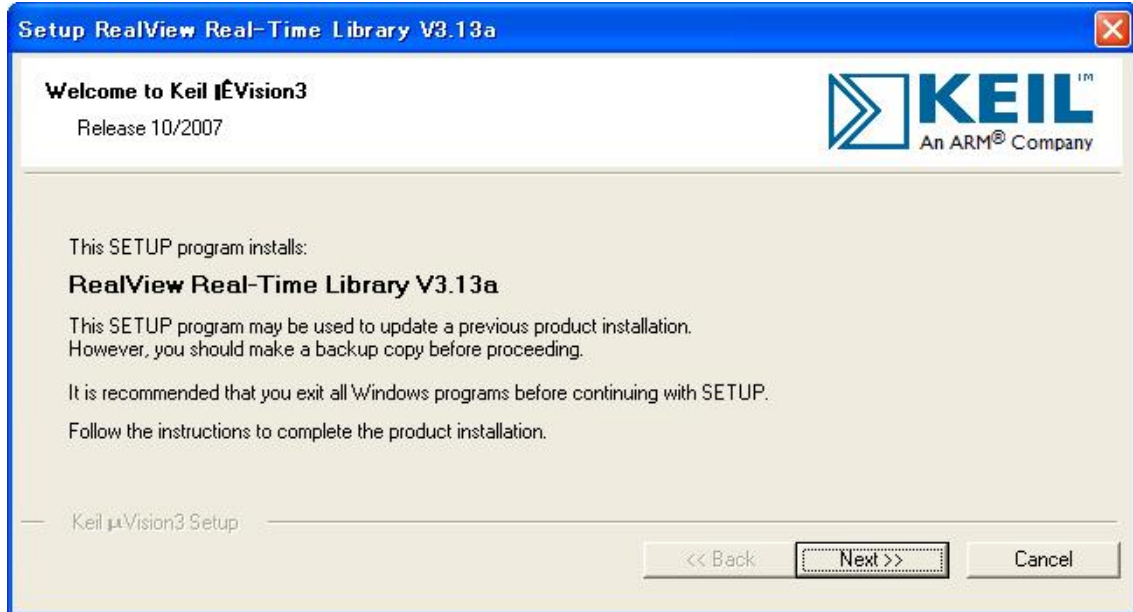 Setup RealView Real-Time Library V3.13a
Welcome to Keil µÊVision3
Release 10/2007
KEIL™
An ARM® Company
This SETUP program installs:
RealView Real-Time Library V3.13a
This SETUP program may be used to update a previous product installation.
However, you should make a backup copy before proceeding.
It is recommended that you exit all Windows programs before continuing with SETUP.
Follow the instructions to complete the product installation.
Keil µVision3 Setup
<< Back
Next >>
Cancel